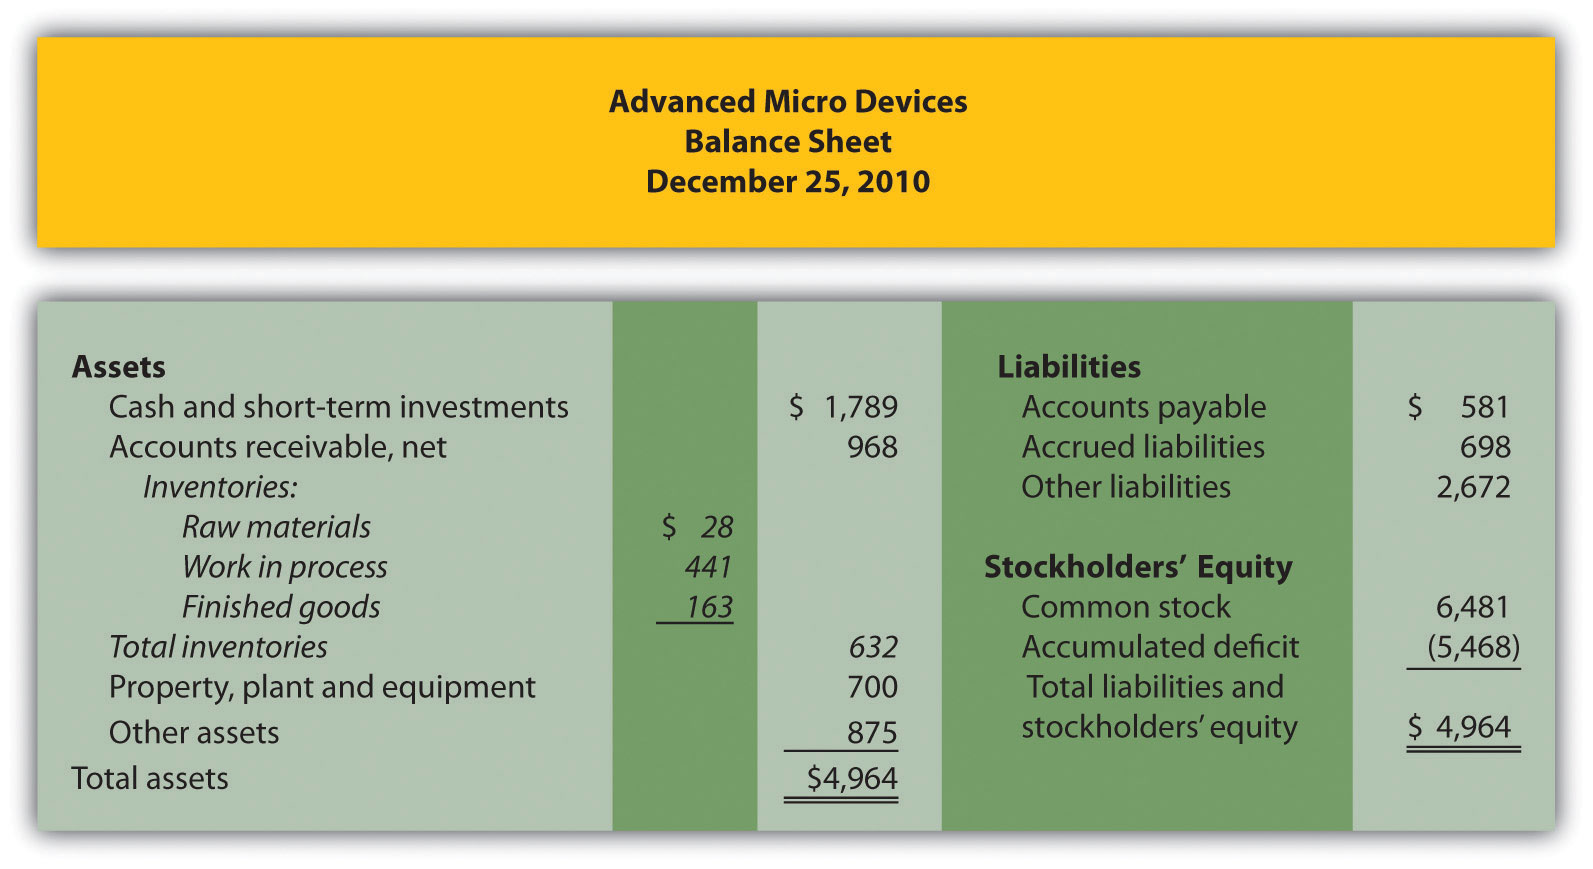 Advanced Micro Devices
Balance Sheet
December 25, 2010
Assets
Cash and short-term investments $ 1,789
Accounts receivable, net 968
Inventories:
Raw materials $ 28
Work in process 441
Finished goods 163
Total inventories 632
Property, plant and equipment 700
Other assets 875
Total assets $4,964
Liabilities
Accounts payable $ 581
Accrued liabilities 698
Other liabilities 2,672
Stockholders’ Equity
Common stock 6,481
Accumulated deficit (5,468)
Total liabilities and
stockholders’ equity $ 4,964